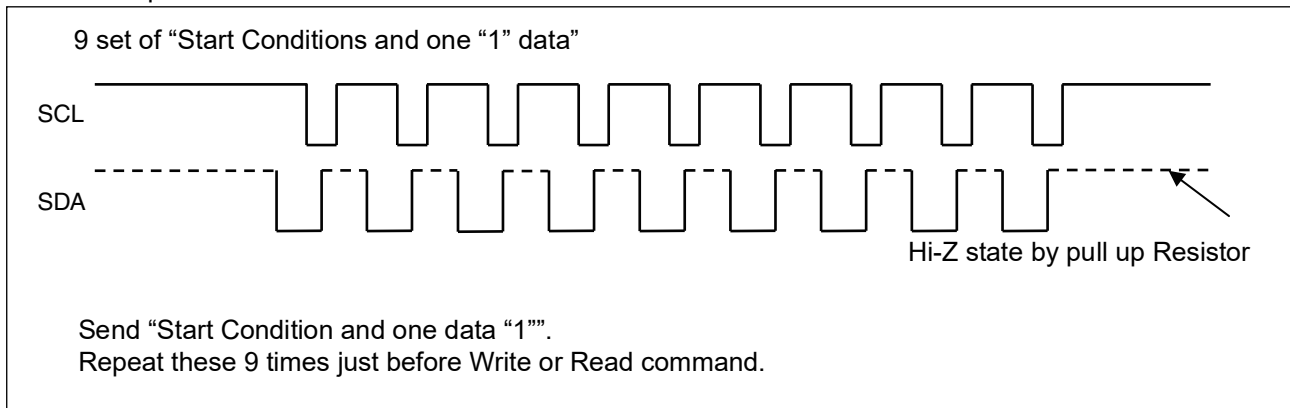 9 set of “Start Conditions and one “1” data”
SCL
SDA
Hi-Z state by pull up Resistor
Send “Start Condition and one data “1””.
Repeat these 9 times just before Write or Read command.